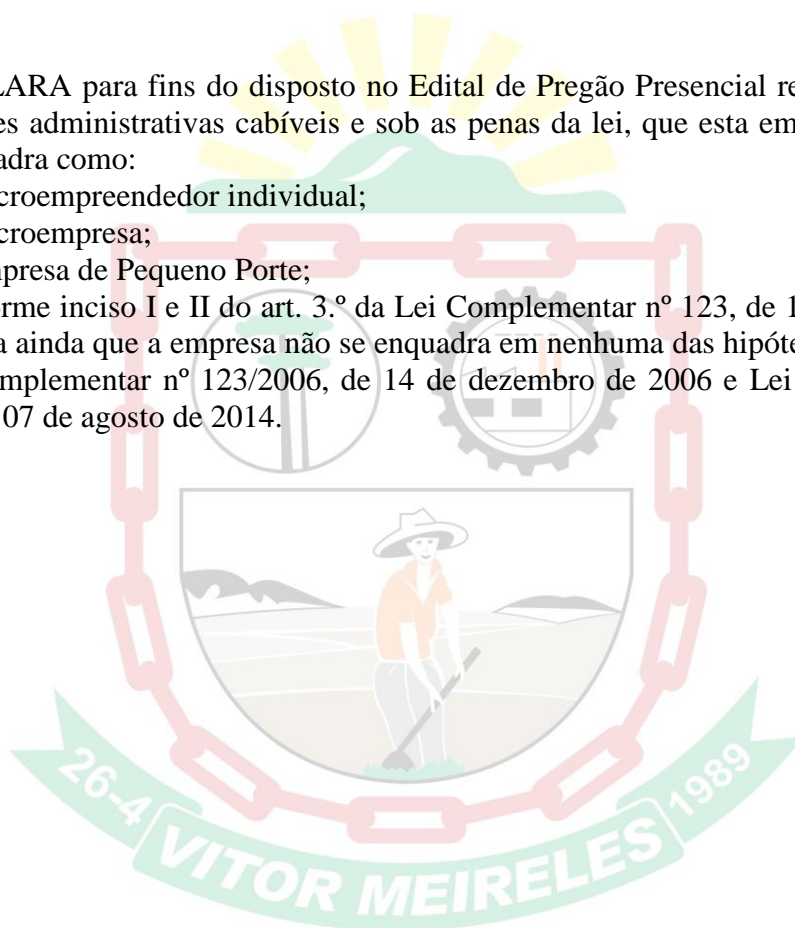 LARA para fins do disposto no Edital de Pregão Presencial re
es administrativas cabíveis e sob as penas da lei, que esta em
adra como:
croempreendedor individual;
croempresa;
presa de Pequeno Porte;
orme inciso I e II do art. 3.º da Lei Complementar nº 123, de 1
a ainda que a empresa não se enquadra em nenhuma das hipóte
omplementar nº 123/2006, de 14 de dezembro de 2006 e Lei
07 de agosto de 2014.
26-4 VITOR MEIRELES 1989